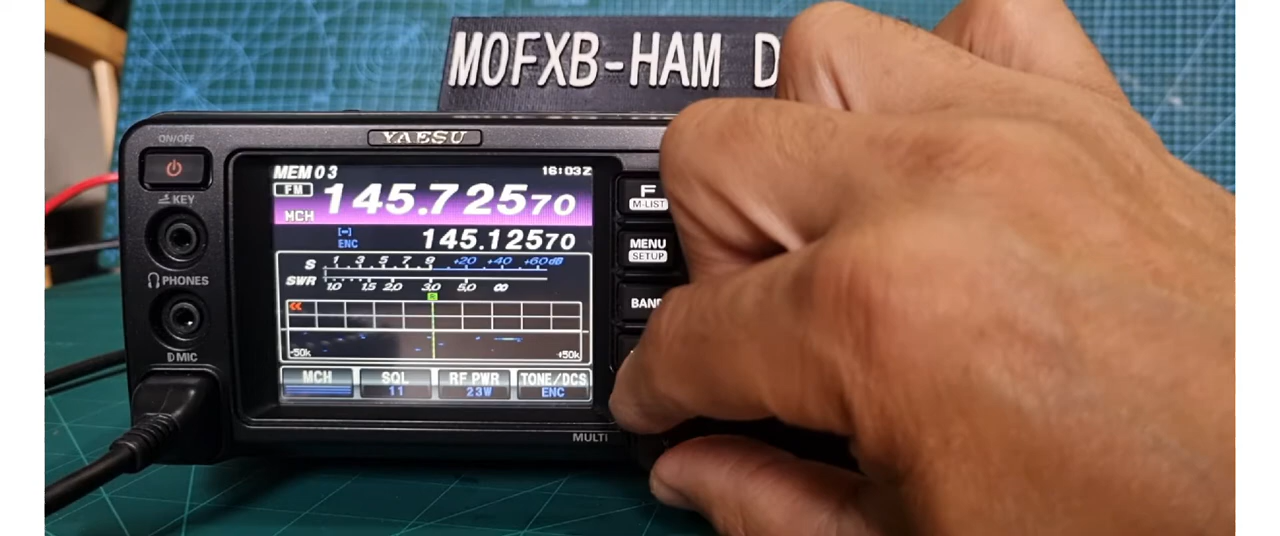 M0FXB-HAM D
ON/OFF
YAESU
KEY
PHONES
D MIC
MEM 03 16:03Z
FM 145.72570
MCH
[-] 145.12570
ENC
S 1 3 5 7 9 +20 +40 +60dB
SWR 1.0 1.5 2.0 3.0 5.0 ∞
-50k +50k
MCH SQL RF PWR TONE/DCS
11 23W ENC
MULTI
F
M-LIST
MENU
SETUP